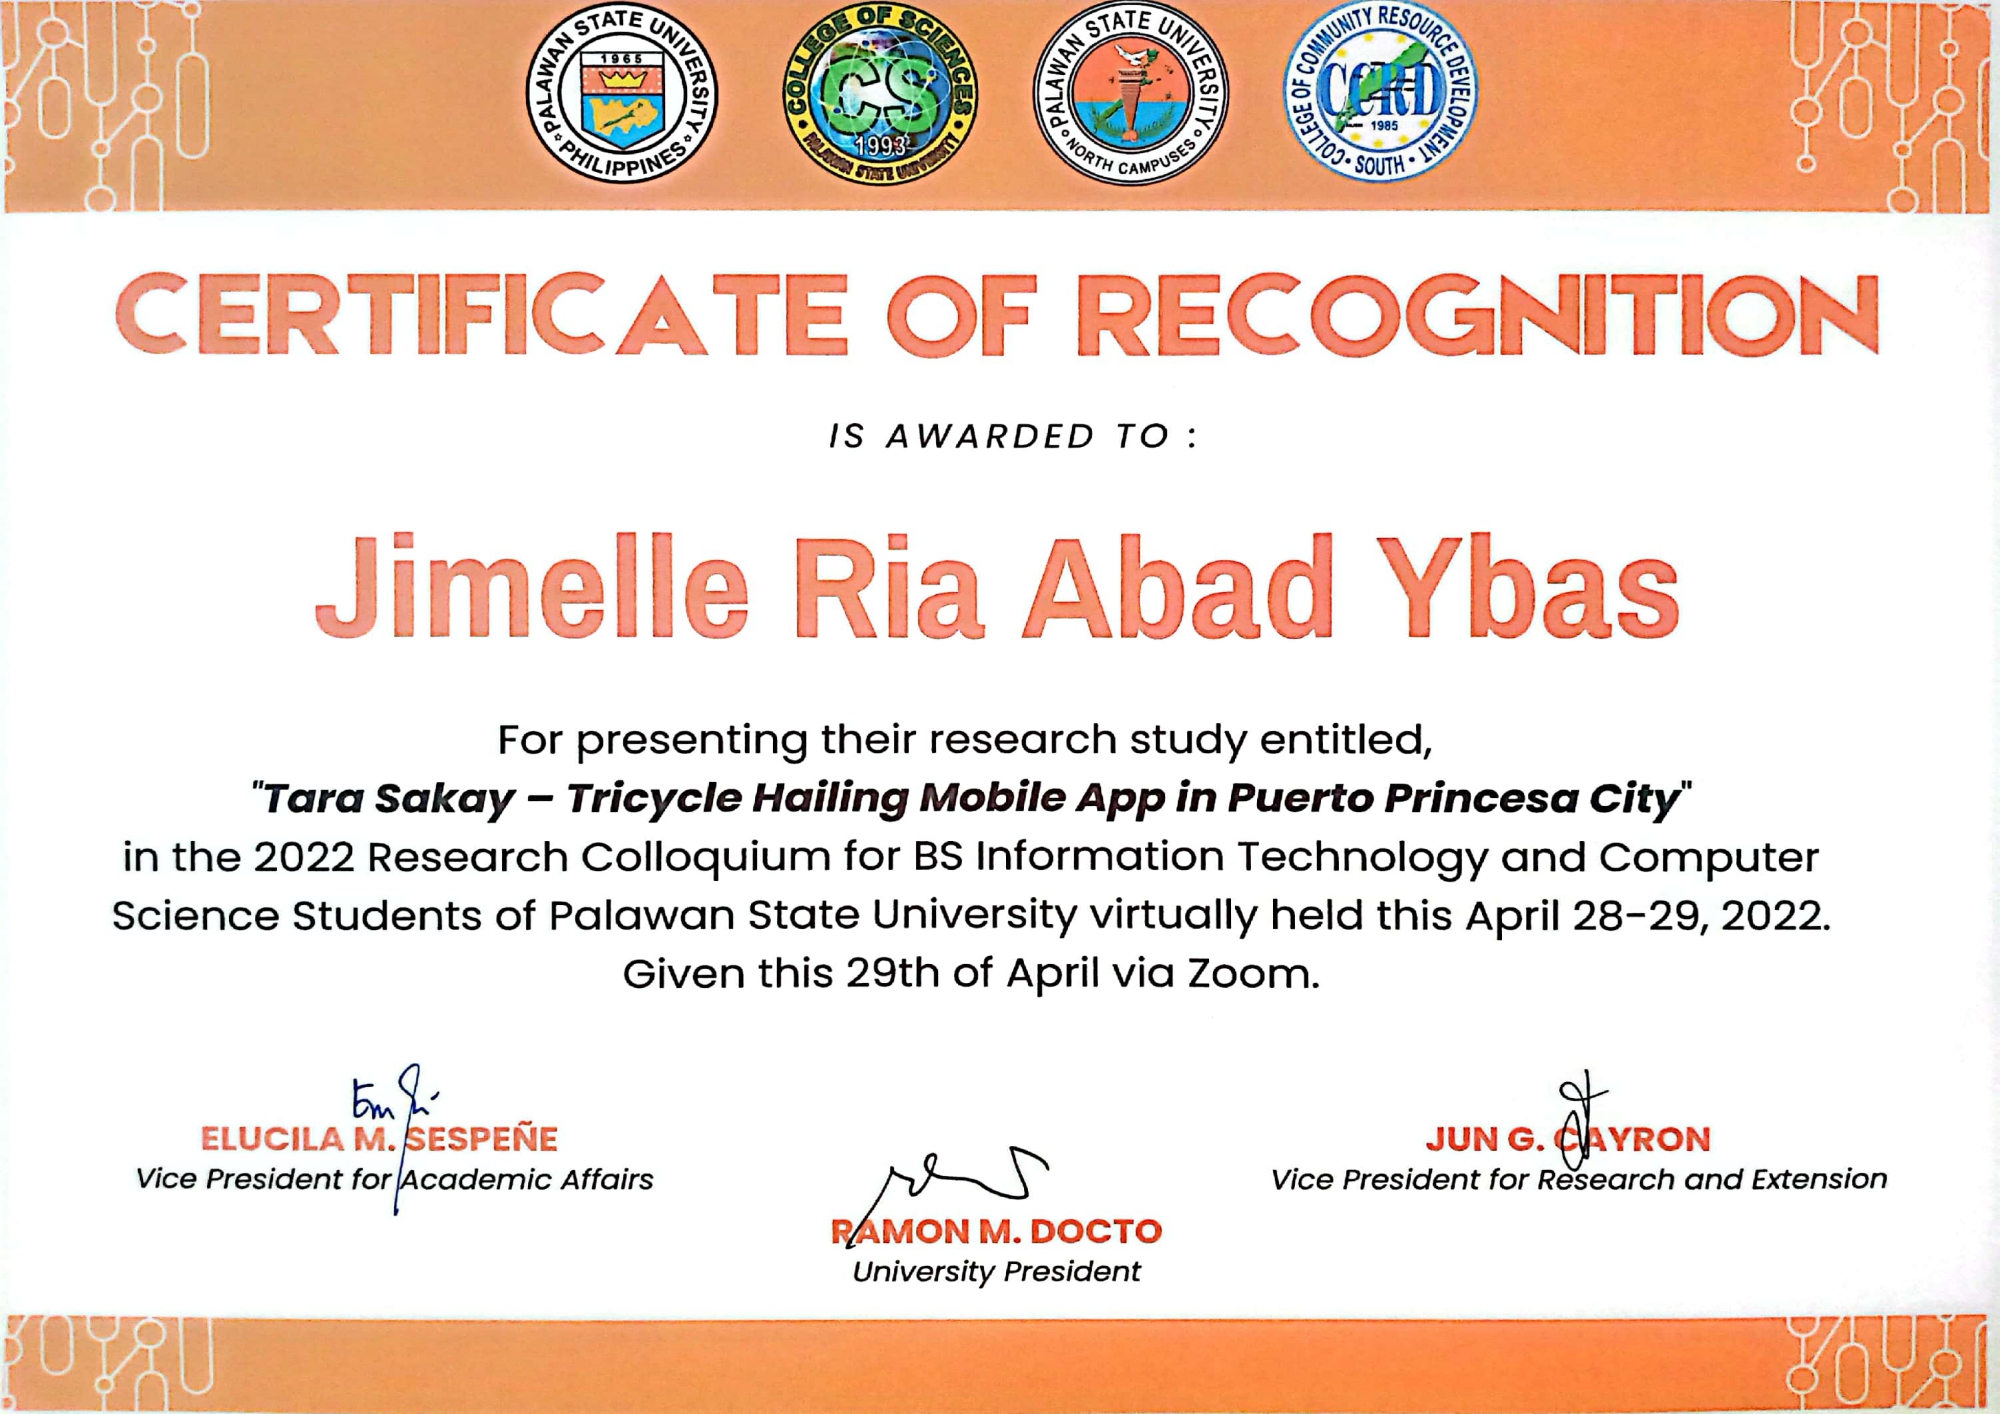 PALAWAN STATE UNIVERSITY
1965
PHILIPPINES
COLLEGE OF SCIENCES
CS
1993
PALAWAN STATE UNIVERSITY
PALAWAN STATE UNIVERSITY
NORTH CAMPUSES
COLLEGE OF COMMUNITY RESOURCE DEVELOPMENT
CCRD
1985
SOUTH
CERTIFICATE OF RECOGNITION
IS AWARDED TO :
Jimelle Ria Abad Ybas
For presenting their research study entitled,
"Tara Sakay – Tricycle Hailing Mobile App in Puerto Princesa City"
in the 2022 Research Colloquium for BS Information Technology and Computer
Science Students of Palawan State University virtually held this April 28-29, 2022.
Given this 29th of April via Zoom.
ELUCILA M. SESPEÑE
Vice President for Academic Affairs
JUN G. CAYRON
Vice President for Research and Extension
RAMON M. DOCTO
University President